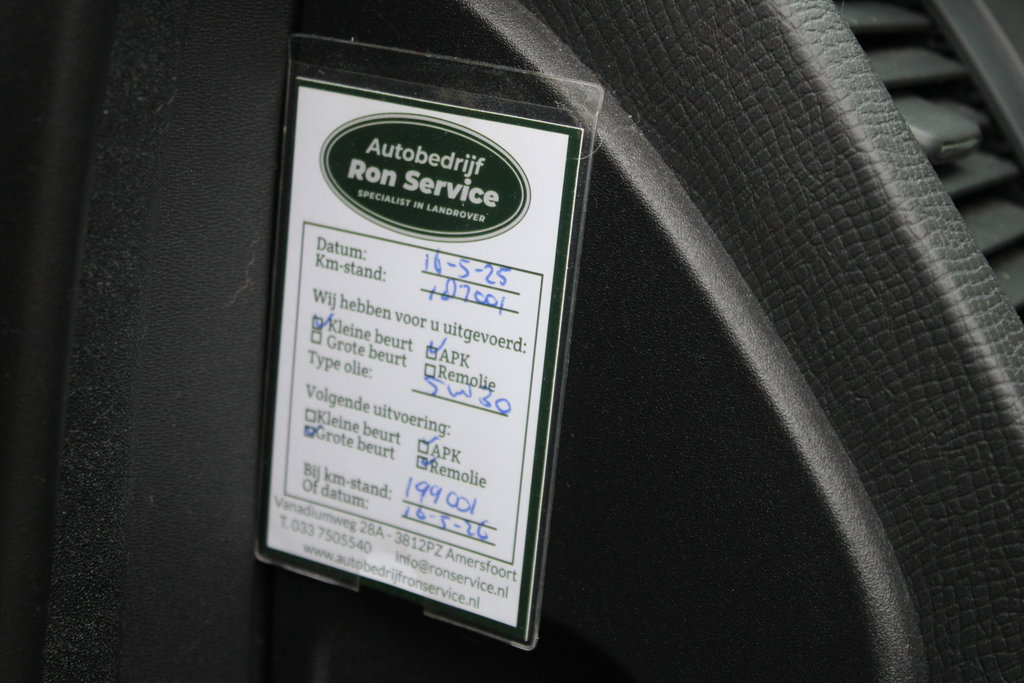 Autobedrijf
Ron Service
SPECIALIST IN LANDROVER
Datum: 16-5-25
Km-stand: 187001
Wij hebben voor u uitgevoerd:
Kleine beurt APK
Grote beurt Remolie
Type olie: 5W30
Volgende uitvoering:
Kleine beurt APK
Grote beurt Remolie
Bij km-stand: 199001
Of datum: 16-5-26
Vanadiumweg 28A - 3812PZ Amersfoort
T. 033 7505540 info@ronservice.nl
www.autobedrijfronservice.nl